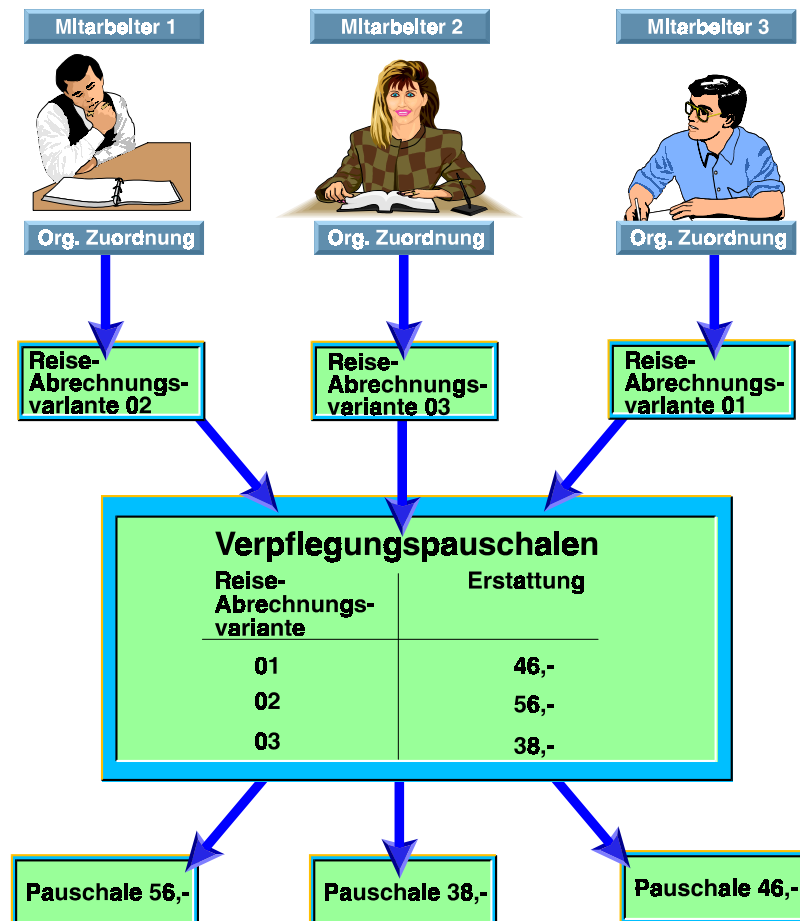 Mitarbeiter 1
Mitarbeiter 2
Mitarbeiter 3
Org. Zuordnung
Org. Zuordnung
Org. Zuordnung
Reise-
Abrechnungs-
variante 02
Reise-
Abrechnungs-
variante 03
Reise-
Abrechnungs-
variante 01
Verpflegungspauschalen
Reise-
Abrechnungs-
variante
Erstattung
01 46,-
02 56,-
03 38,-
Pauschale 56,-
Pauschale 38,-
Pauschale 46,-